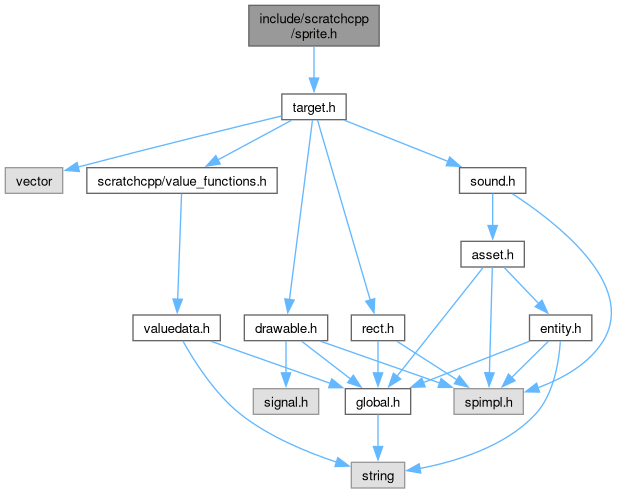 include/scratchcpp
/sprite.h
target.h
vector
scratchcpp/value_functions.h
sound.h
asset.h
valuedata.h
drawable.h
rect.h
entity.h
signal.h
global.h
spimpl.h
string